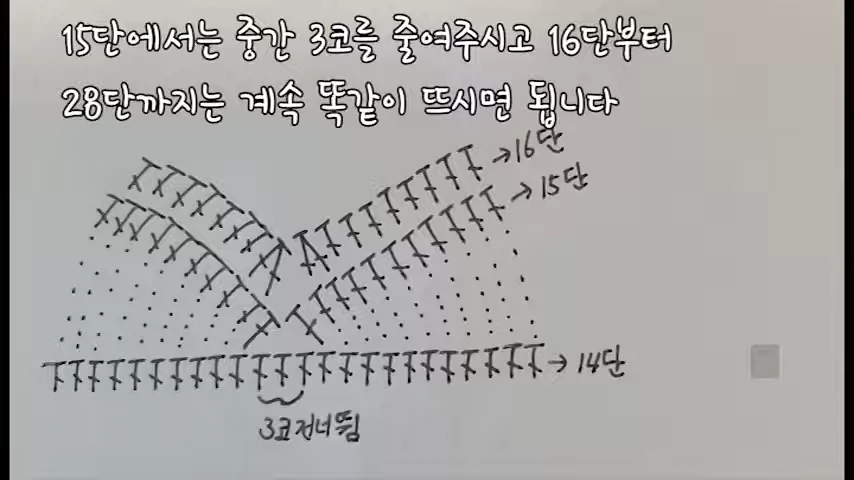 15단에서는 중간 3코를 줄여주시고 16단부터
28단까지는 계속 똑같이 뜨시면 됩니다
→16단
→15단
→14단
3코건너뜀